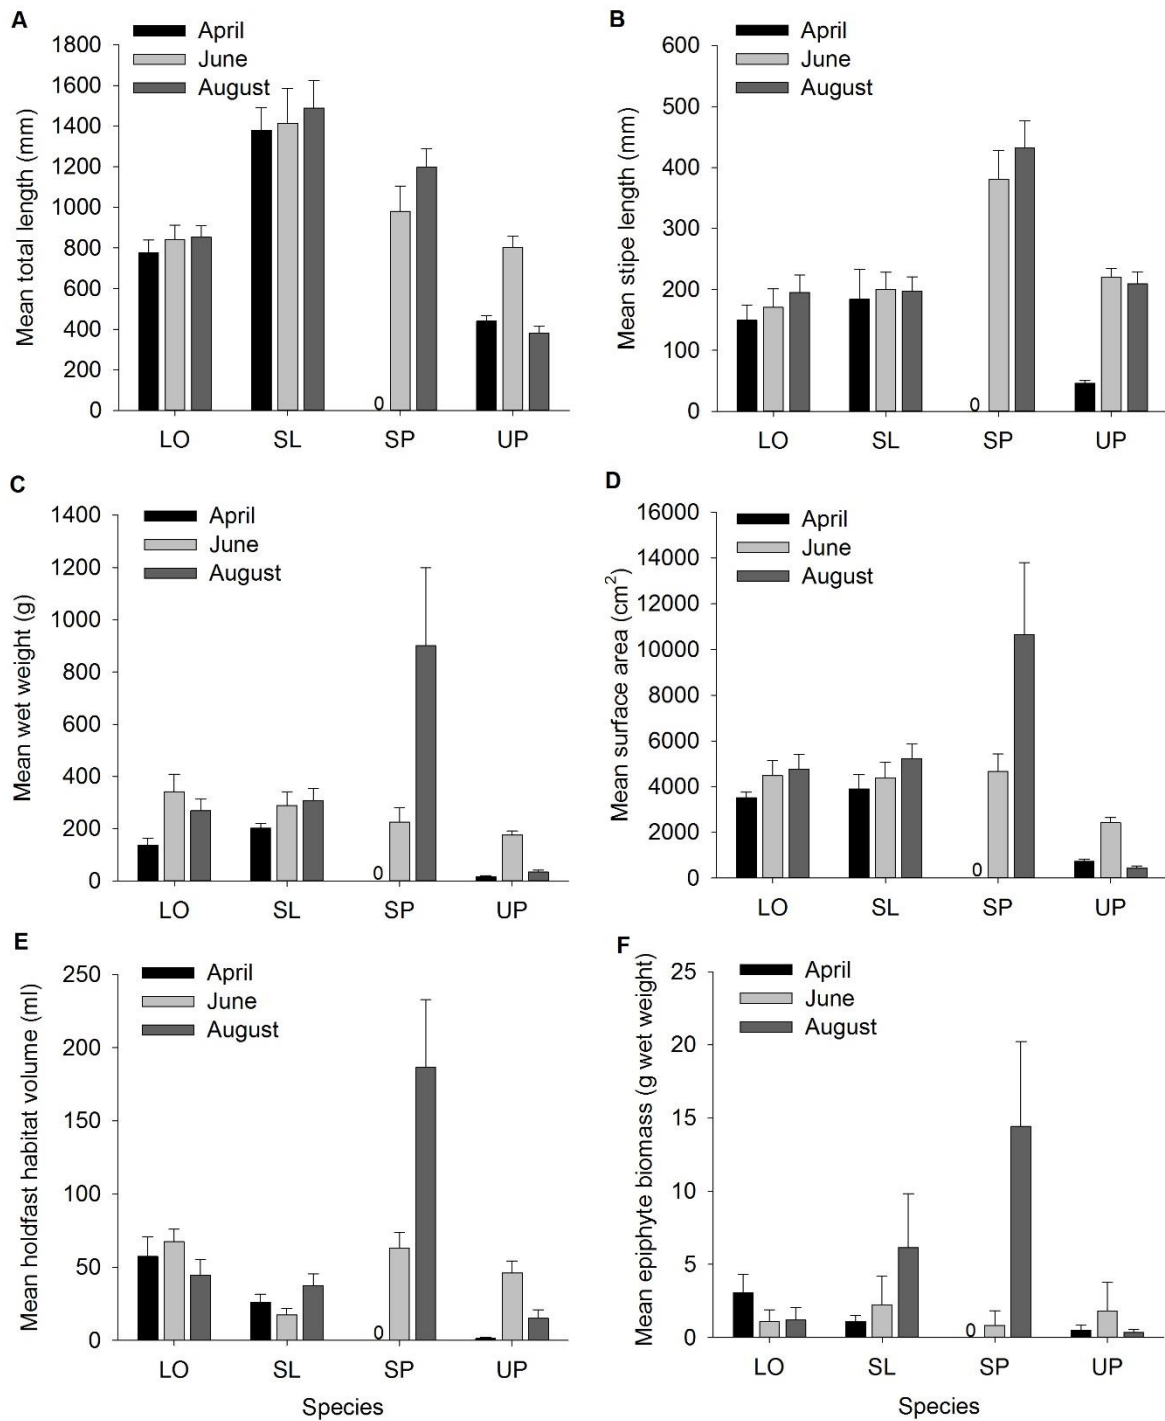 A
April
June
August
Mean total length (mm)
1800
1600
1400
1200
1000
800
600
400
200
0
0
LO SL SP UP
B
April
June
August
Mean stipe length (mm)
600
500
400
300
200
100
0
0
LO SL SP UP
C
April
June
August
Mean wet weight (g)
1400
1200
1000
800
600
400
200
0
0
LO SL SP UP
D
April
June
August
Mean surface area (cm²)
16000
14000
12000
10000
8000
6000
4000
2000
0
0
LO SL SP UP
E
April
June
August
Mean holdfast habitat volume (ml)
250
200
150
100
50
0
0
LO SL SP UP
Species
F
April
June
August
Mean epiphyte biomass (g wet weight)
25
20
15
10
5
0
0
LO SL SP UP
Species